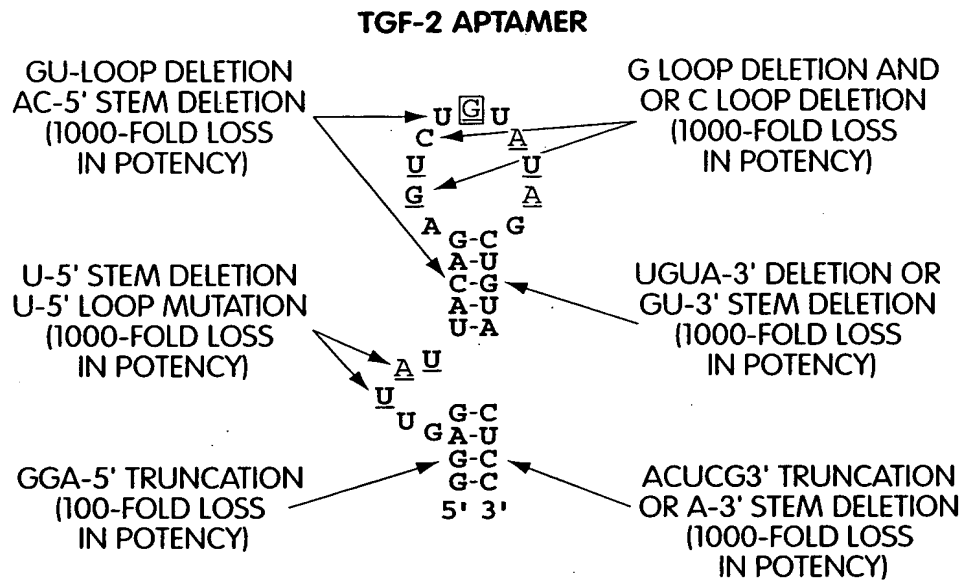 TGF-2 APTAMER
GU-LOOP DELETION
AC-5' STEM DELETION
(1000-FOLD LOSS
IN POTENCY)
G LOOP DELETION AND
OR C LOOP DELETION
(1000-FOLD LOSS
IN POTENCY)
U G U
C A
U U
G A
A G
G-C
A U
C G
A U
U-A
U-5' STEM DELETION
U-5' LOOP MUTATION
(1000-FOLD LOSS
IN POTENCY)
UGUA-3' DELETION OR
GU-3' STEM DELETION
(1000-FOLD LOSS
IN POTENCY)
A U
U
U G
G-C
A-U
G-C
G-C
5' 3'
GGA-5' TRUNCATION
(100-FOLD LOSS
IN POTENCY)
ACUCG3' TRUNCATION
OR A-3' STEM DELETION
(1000-FOLD LOSS
IN POTENCY)